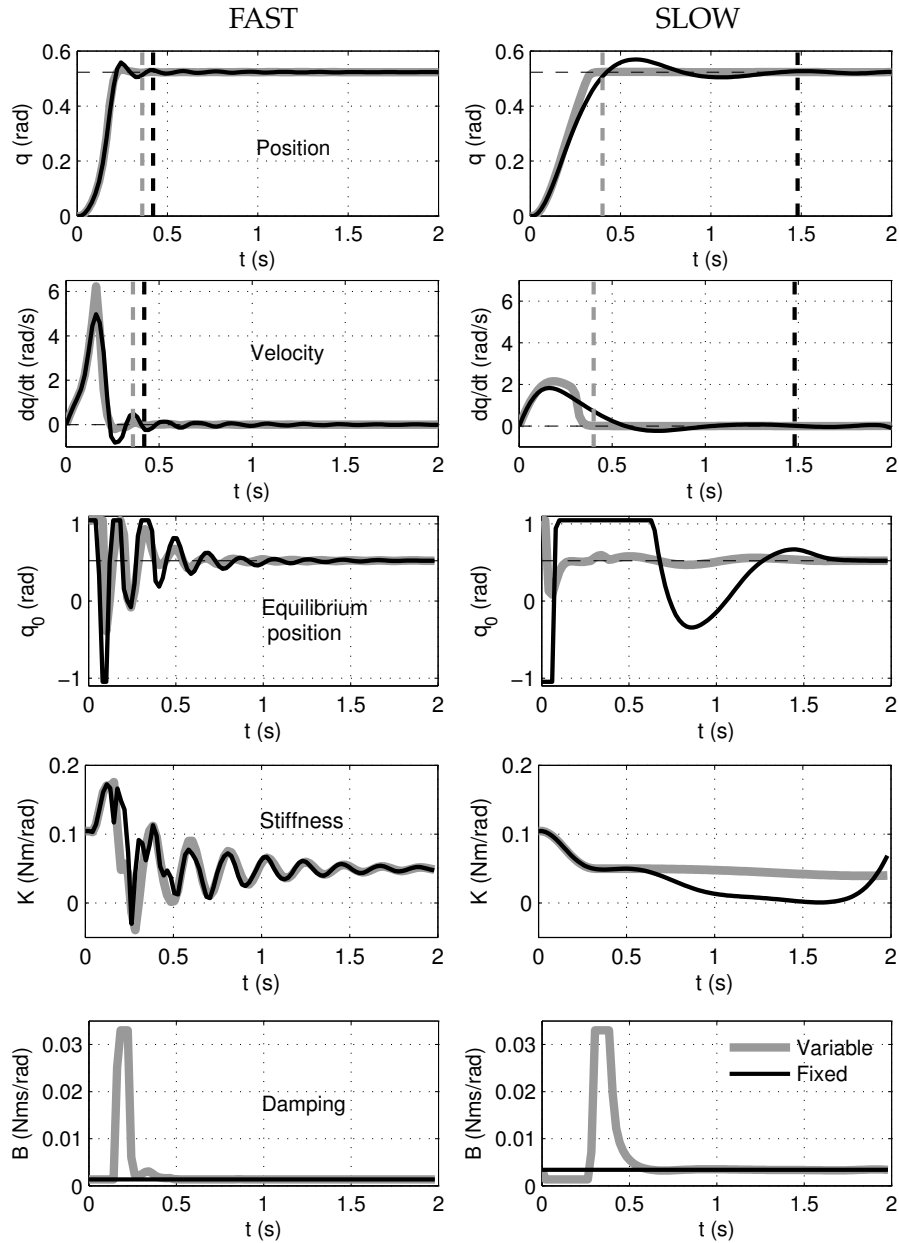 FAST
SLOW
0.6
0.4
0.2
0
q (rad)
Position
0 0.5 1 1.5 2
t (s)
0.6
0.4
0.2
0
q (rad)
0 0.5 1 1.5 2
t (s)
6
4
2
0
dq/dt (rad/s)
Velocity
0 0.5 1 1.5 2
t (s)
6
4
2
0
dq/dt (rad/s)
0 0.5 1 1.5 2
t (s)
1
0
−1
q₀ (rad)
Equilibrium
position
0 0.5 1 1.5 2
t (s)
1
0
−1
q₀ (rad)
0 0.5 1 1.5 2
t (s)
0.2
0.1
0
K (Nm/rad)
Stiffness
0 0.5 1 1.5 2
t (s)
0.2
0.1
0
K (Nm/rad)
0 0.5 1 1.5 2
t (s)
0.03
0.02
0.01
0
B (Nms/rad)
Damping
0 0.5 1 1.5 2
t (s)
0.03
0.02
0.01
0
B (Nms/rad)
Variable
Fixed
0 0.5 1 1.5 2
t (s)